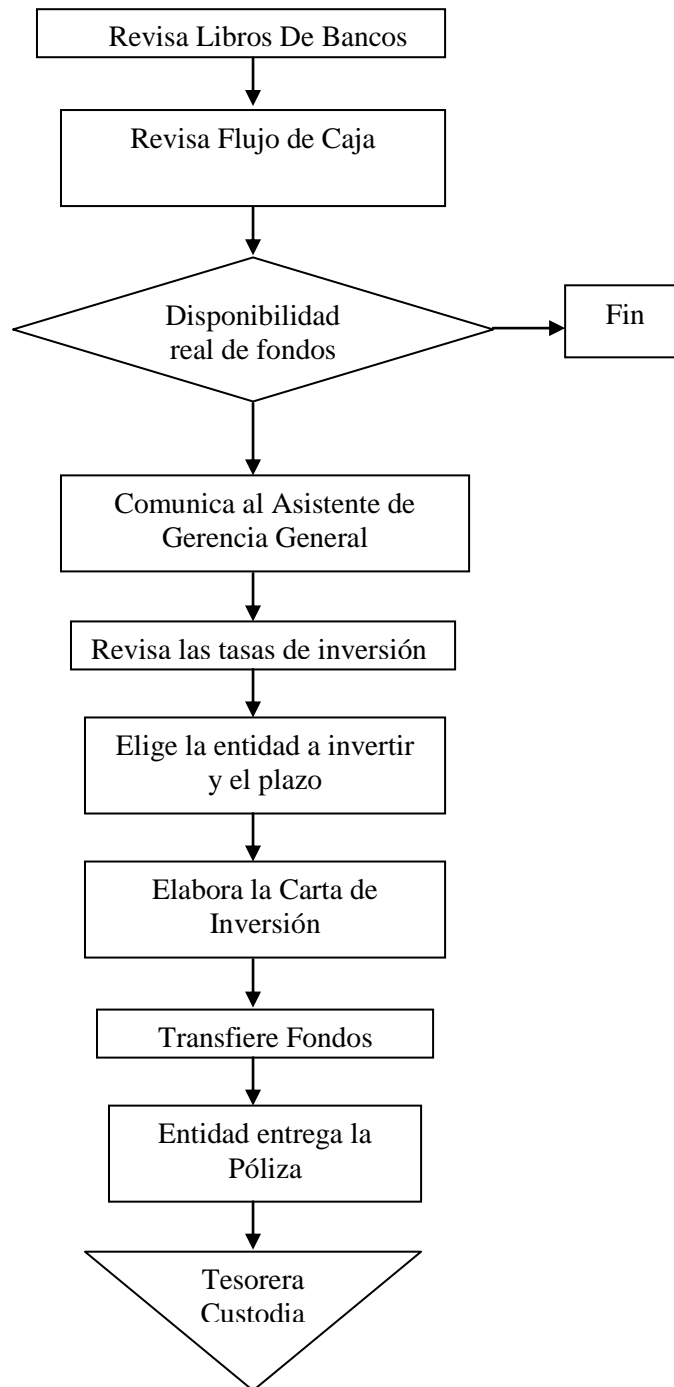 Revisa Libros De Bancos
Revisa Flujo de Caja
Disponibilidad
real de fondos
Fin
Comunica al Asistente de
Gerencia General
Revisa las tasas de inversión
Elige la entidad a invertir
y el plazo
Elabora la Carta de
Inversión
Transfiere Fondos
Entidad entrega la
Póliza
Tesorera
Custodia